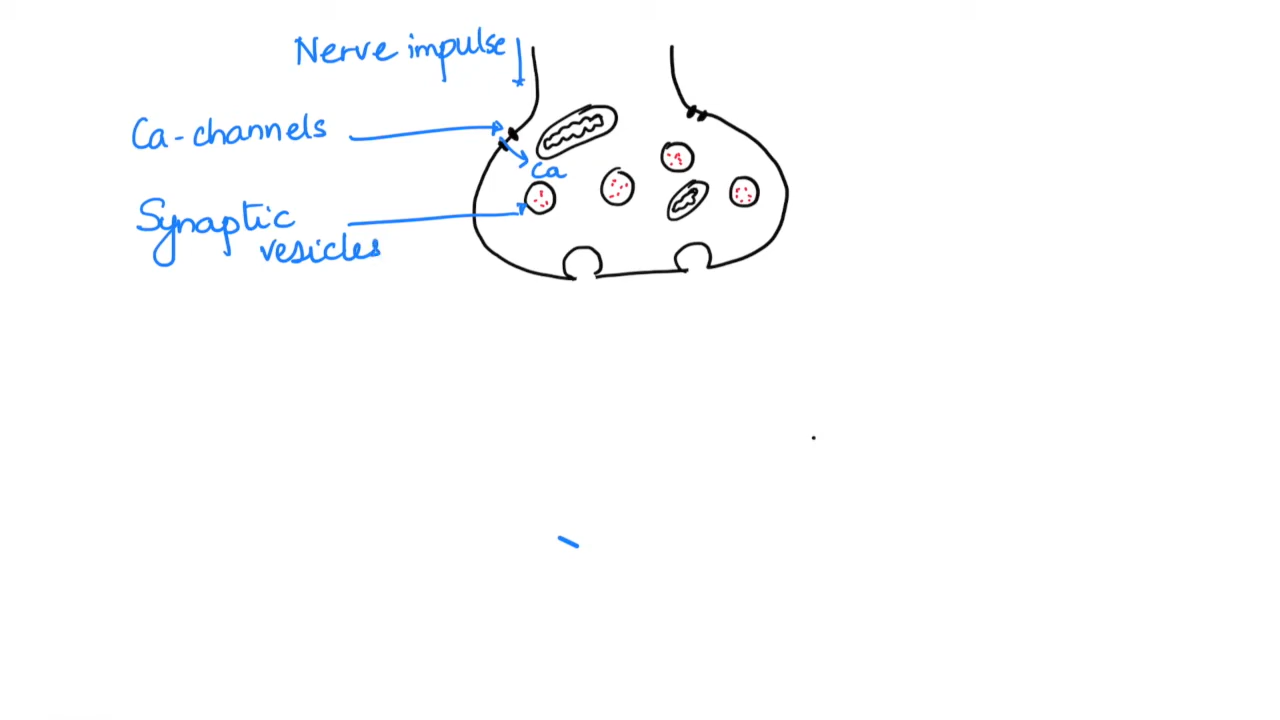 Nerve impulse
Ca-channels
Ca
Synaptic
vesicles